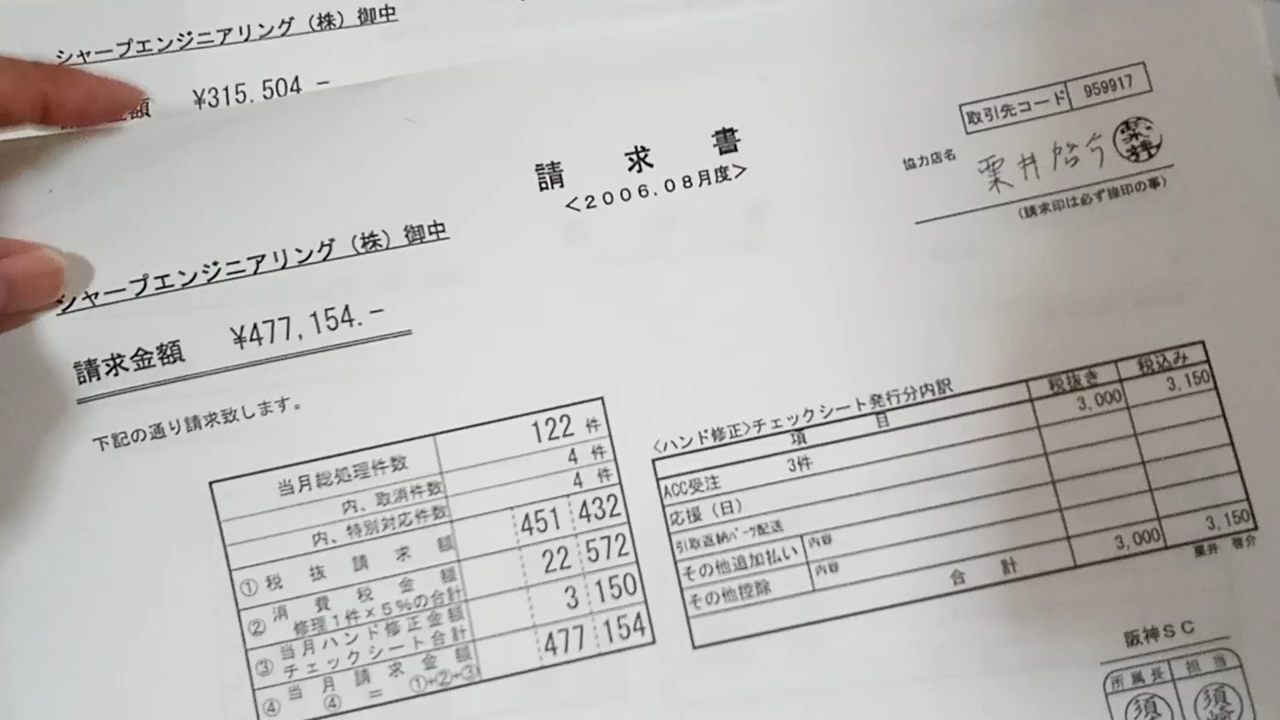 シャープエンジニアリング（株）御中
額 ¥315.504 －
取引先コード 959917
請求書
＜２００６．０８月度＞
協力店名 粟井啓介
(請求印は必ず捺印の事)
シャープエンジニアリング（株）御中
請求金額 ¥477,154.-
下記の通り請求致します。
当月総処理件数 122 件
内、取消件数 4 件
内、特別対応件数 4 件
①税抜請求額 451 432
②消費税金額 22 572
修理１件×５％の合計
③当月ハンド修正金額 3 150
チェックシート合計
④当月請求金額 477 154
④ ＝ ①+②+③
<ハンド修正>チェックシート発行分内訳
項目 税抜き 税込み
ACC受注 3件 3,000 3,150
応援（日）
引取返納ﾊﾟｰﾂ配送
その他追加払い 内容
その他控除 内容
合計 3,000 3,150
粟井 啓介
阪神ＳＣ
所属長 担当
須